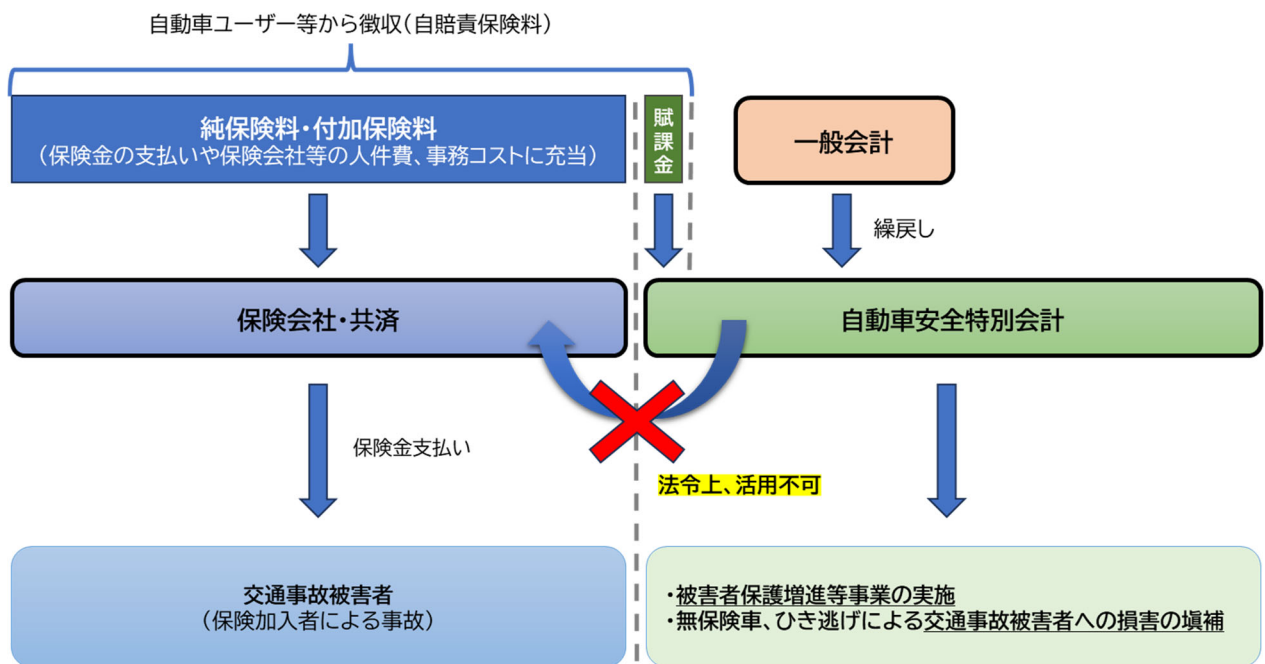 自動車ユーザー等から徴収（自賠責保険料）
純保険料・付加保険料
（保険金の支払いや保険会社等の人件費、事務コストに充当）
賦課金
一般会計
繰戻し
保険会社・共済
自動車安全特別会計
保険金支払い
法令上、活用不可
交通事故被害者
（保険加入者による事故）
・被害者保護増進等事業の実施
・無保険車、ひき逃げによる交通事故被害者への損害の塡補